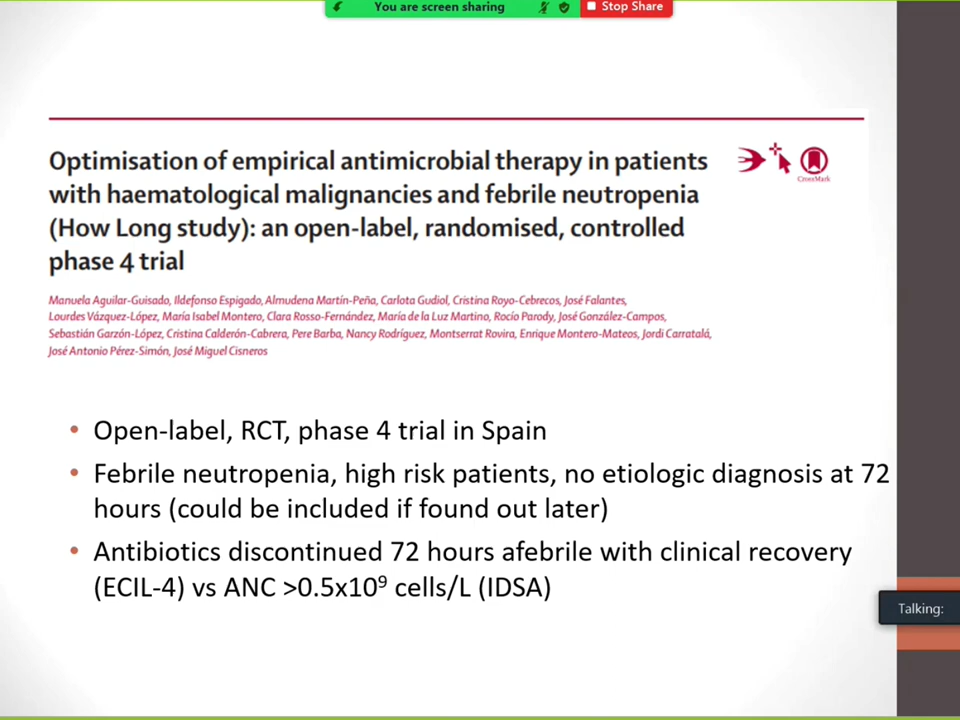 You are screen sharing
Stop Share
Optimisation of empirical antimicrobial therapy in patients
with haematological malignancies and febrile neutropenia
(How Long study): an open-label, randomised, controlled
phase 4 trial
CrossMark
Manuela Aguilar-Guisado, Ildefonso Espigado, Almudena Martín-Peña, Carlota Gudiol, Cristina Royo-Cebrecos, José Falantes,
Lourdes Vázquez-López, María Isabel Montero, Clara Rosso-Fernández, María de la Luz Martino, Rocío Parody, José González-Campos,
Sebastián Garzón-López, Cristina Calderón-Cabrera, Pere Barba, Nancy Rodríguez, Montserrat Rovira, Enrique Montero-Mateos, Jordi Carratalá,
José Antonio Pérez-Simón, José Miguel Cisneros
• Open-label, RCT, phase 4 trial in Spain
• Febrile neutropenia, high risk patients, no etiologic diagnosis at 72
hours (could be included if found out later)
• Antibiotics discontinued 72 hours afebrile with clinical recovery
(ECIL-4) vs ANC >0.5x10⁹ cells/L (IDSA)
Talking: